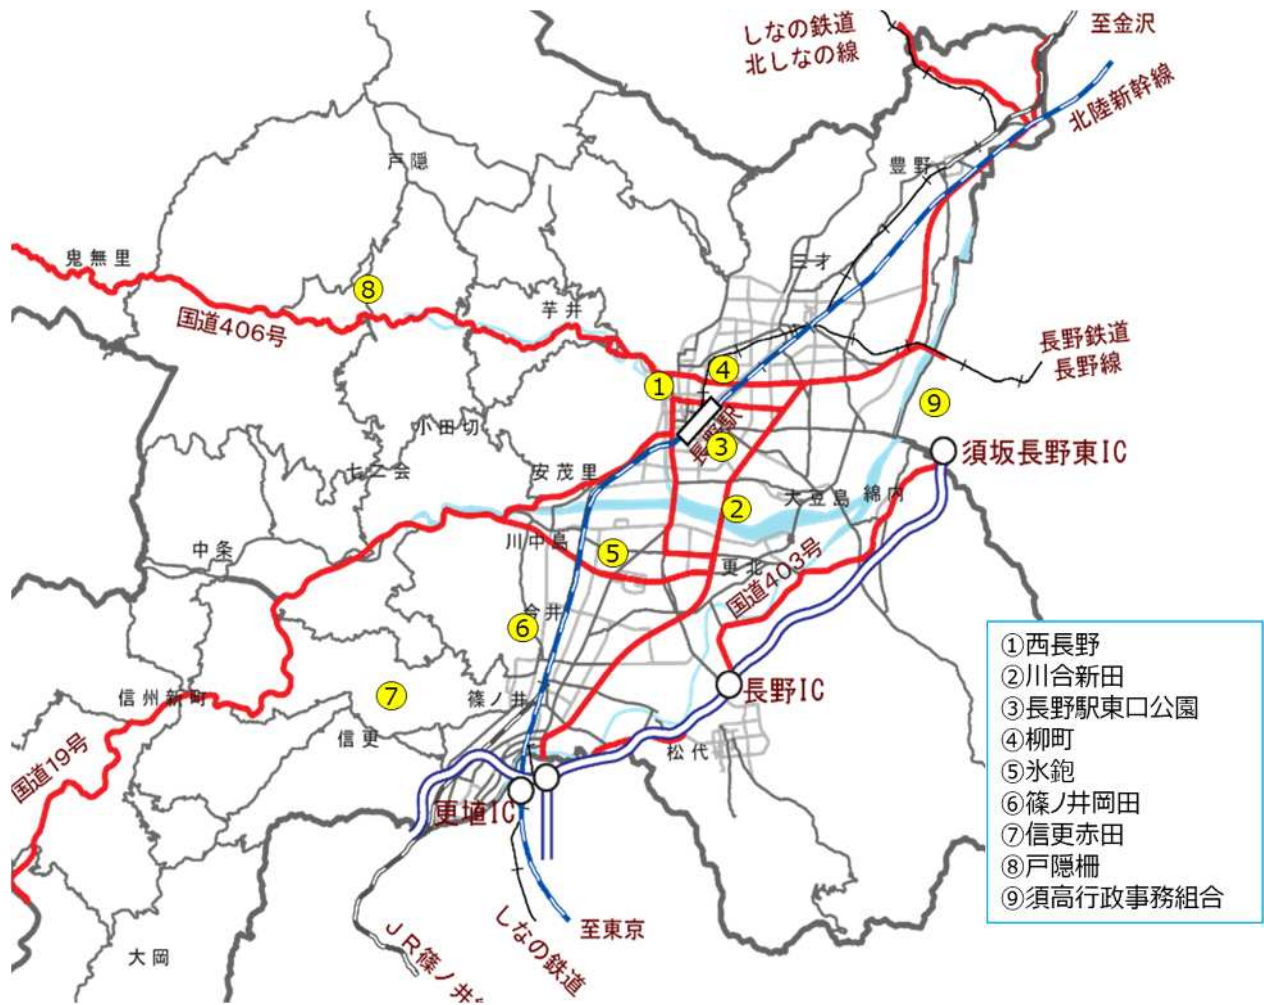 しなの鉄道
北しなの線
至金沢
北陸新幹線
戸隠
豊野
鬼無里
三才
⑧
国道406号
芋井
長野鉄道
長野線
④
①
⑨
小田切
長野駅
③
須坂長野東IC
七二会
安茂里
大豆島
綿内
②
中条
川中島
⑤
更北
国道403号
今井
⑥
①西長野
②川合新田
③長野駅東口公園
④柳町
⑤氷鉋
⑥篠ノ井岡田
⑦信更赤田
⑧戸隠柵
⑨須高行政事務組合
信州新町
⑦
篠ノ井
長野IC
信更
松代
国道19号
更埴IC
至東京
しなの鉄道
JR篠ノ井
大岡